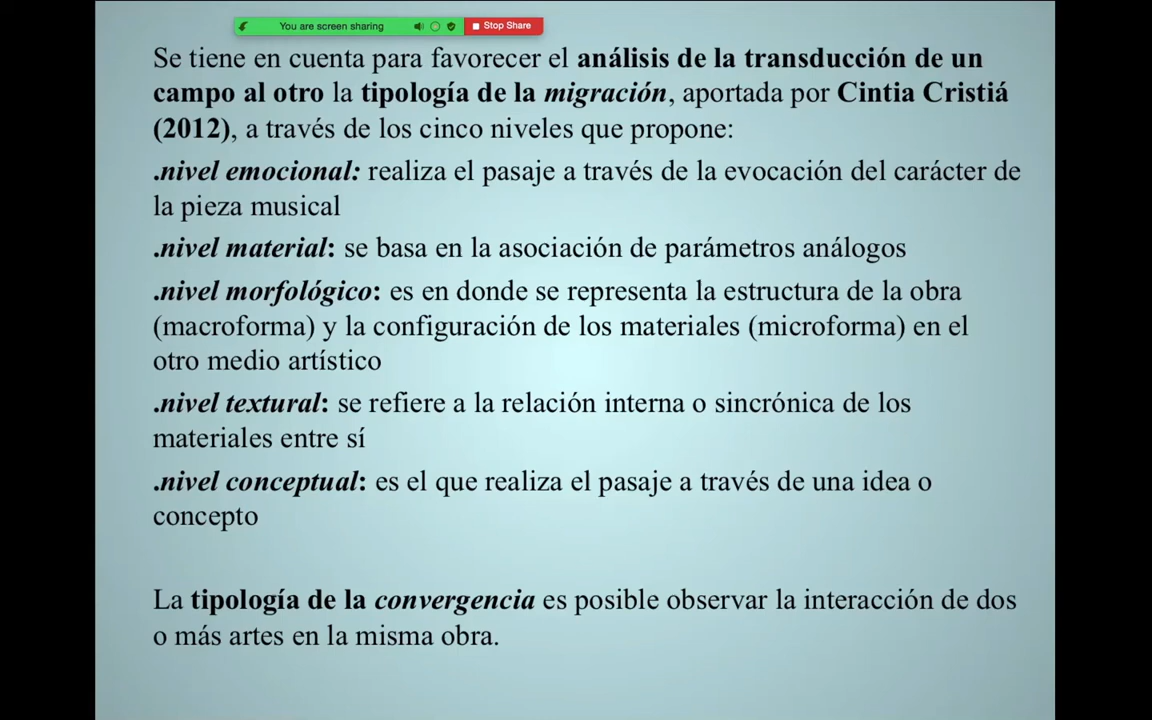 You are screen sharing
Stop Share
Se tiene en cuenta para favorecer el análisis de la transducción de un
campo al otro la tipología de la migración, aportada por Cintia Cristiá
(2012), a través de los cinco niveles que propone:
.nivel emocional: realiza el pasaje a través de la evocación del carácter de
la pieza musical
.nivel material: se basa en la asociación de parámetros análogos
.nivel morfológico: es en donde se representa la estructura de la obra
(macroforma) y la configuración de los materiales (microforma) en el
otro medio artístico
.nivel textural: se refiere a la relación interna o sincrónica de los
materiales entre sí
.nivel conceptual: es el que realiza el pasaje a través de una idea o
concepto
La tipología de la convergencia es posible observar la interacción de dos
o más artes en la misma obra.